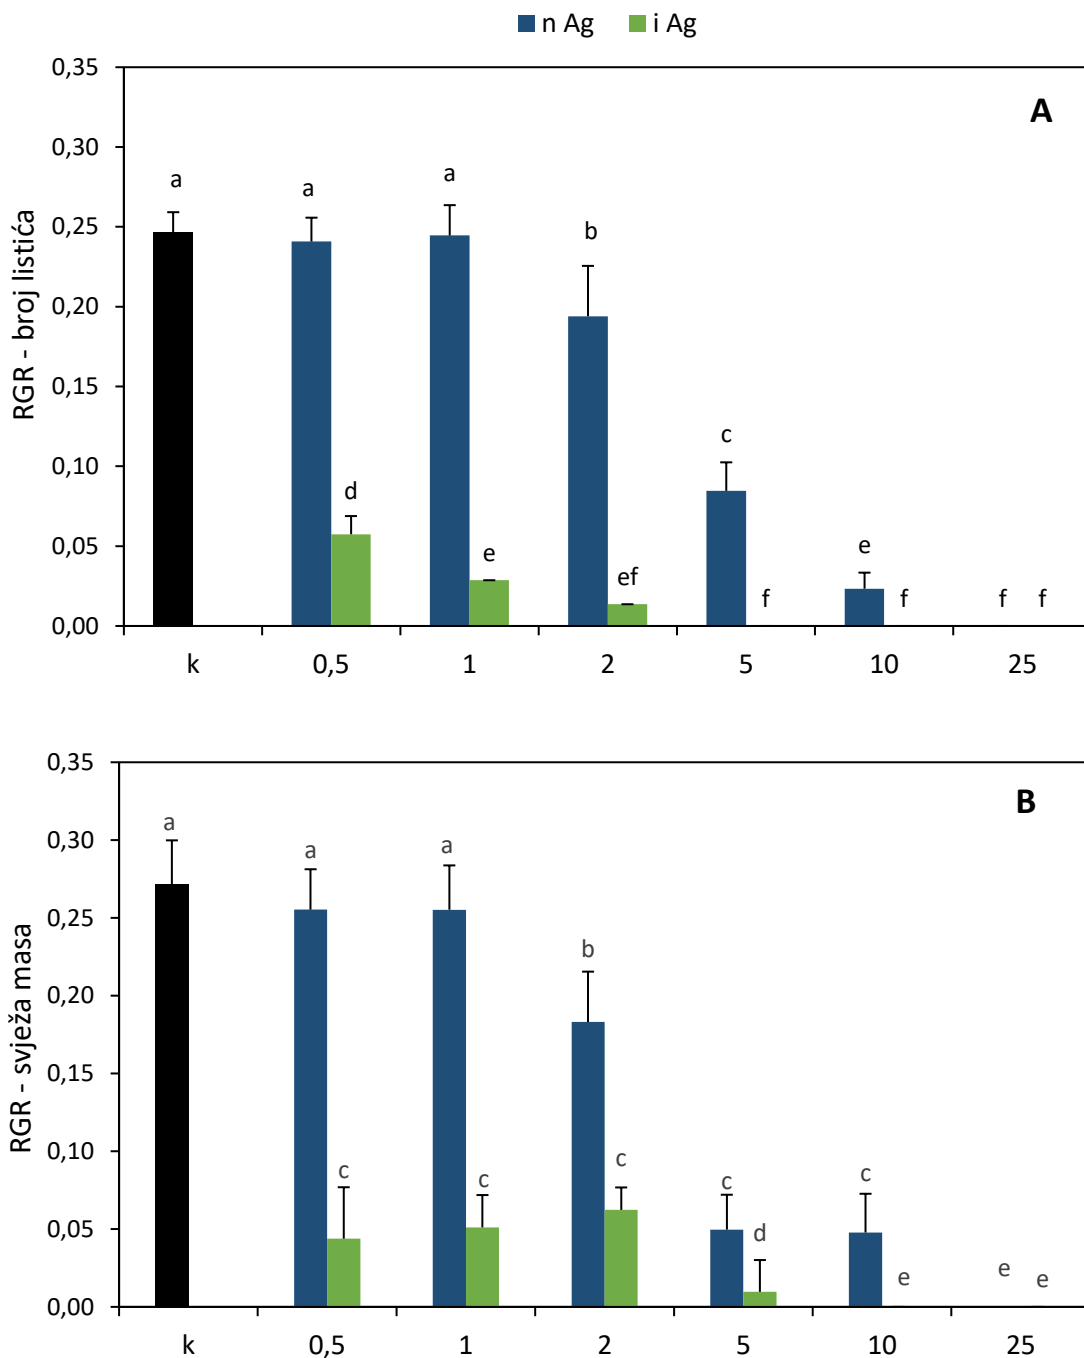 n Ag i Ag
A
RGR - broj listića
0,35
0,30
0,25
0,20
0,15
0,10
0,05
0,00
a a a b c d e ef e f f f f
k 0,5 1 2 5 10 25
B
RGR - svježa masa
0,35
0,30
0,25
0,20
0,15
0,10
0,05
0,00
a a a b c c c c c d e e e
k 0,5 1 2 5 10 25